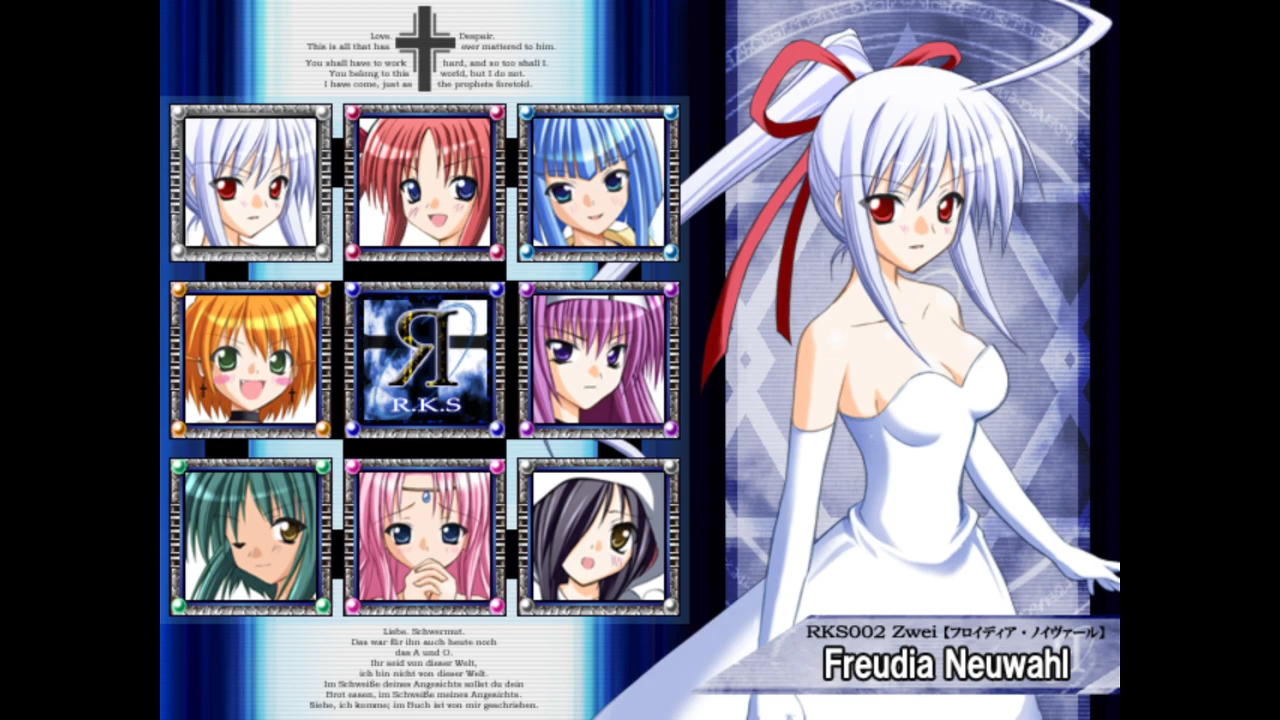 Love. Despair.
This is all that has ever mattered to him.
You shall have to work hard, and so too shall I.
You belong to this world, but I do not.
I have come, just as the prophets foretold.
R
R.K.S
Liebe. Schwermut.
Das war für ihn auch heute noch
das A und O.
Ihr seid von dieser Welt,
ich bin nicht von dieser Welt.
Im Schweiße deines Angesichts sollst du dein
Brot essen, im Schweiße meines Angesichts.
Siehe, ich komme; im Buch ist von mir geschrieben.
RKS002 Zwei【フロイディア・ノイヴァール】
Freudia Neuwahl